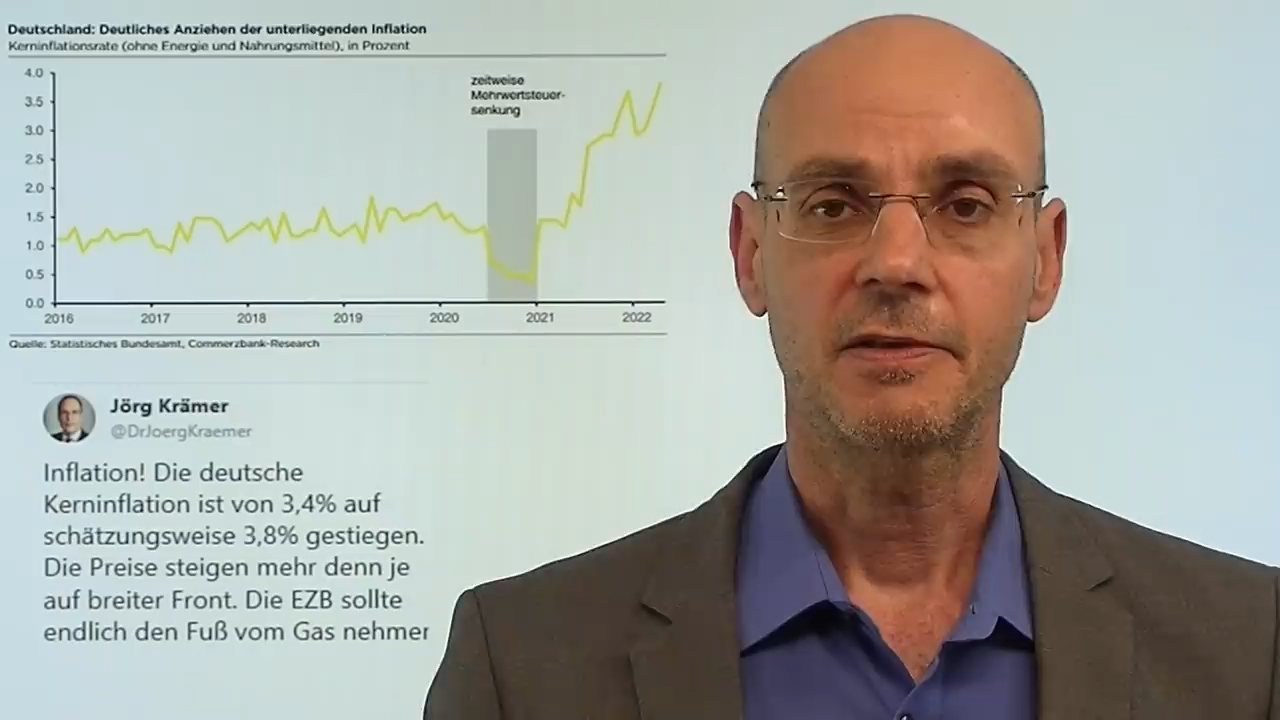 Deutschland: Deutliches Anziehen der unterliegenden Inflation
Kerninflationsrate (ohne Energie und Nahrungsmittel), in Prozent
4.0
3.5
3.0
2.5
2.0
1.5
1.0
0.5
0.0
zeitweise
Mehrwertsteuer-
senkung
2016 2017 2018 2019 2020 2021 2022
Quelle: Statistisches Bundesamt, Commerzbank-Research
Jörg Krämer
@DrJoergKraemer
Inflation! Die deutsche
Kerninflation ist von 3,4% auf
schätzungsweise 3,8% gestiegen.
Die Preise steigen mehr denn je
auf breiter Front. Die EZB sollte
endlich den Fuß vom Gas nehmen